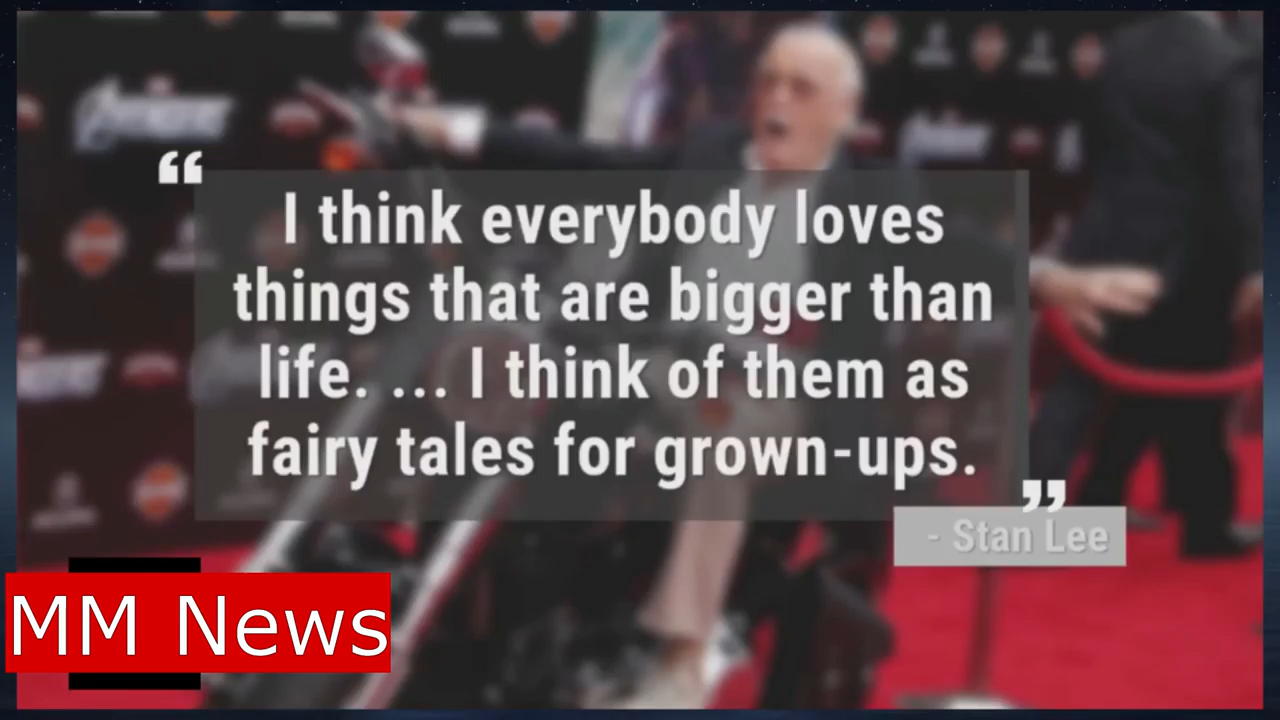 “
I think everybody loves
things that are bigger than
life. ... I think of them as
fairy tales for grown-ups.
”
- Stan Lee
MM News